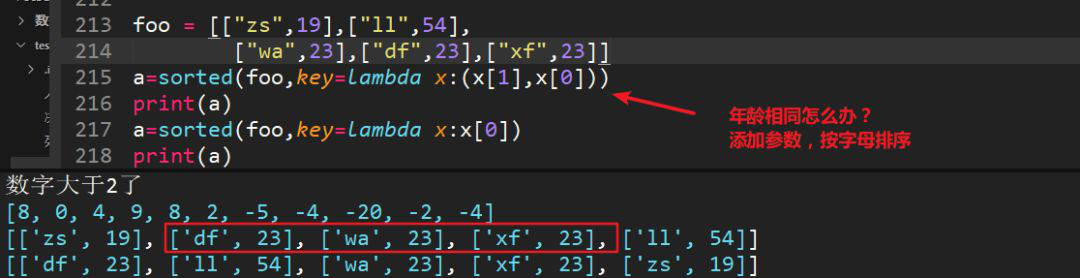 数
tes
.i
212
213 foo = [["zs",19],["ll",54],
214 ["wa",23],["df",23],["xf",23]]
215 a=sorted(foo,key=lambda x:(x[1],x[0]))
216 print(a)
217 a=sorted(foo,key=lambda x:x[0])
218 print(a)
年龄相同怎么办？
添加参数，按字母排序
数字大于2了
[8, 0, 4, 9, 8, 2, -5, -4, -20, -2, -4]
[['zs', 19], ['df', 23], ['wa', 23], ['xf', 23], ['ll', 54]]
[['df', 23], ['ll', 54], ['wa', 23], ['xf', 23], ['zs', 19]]